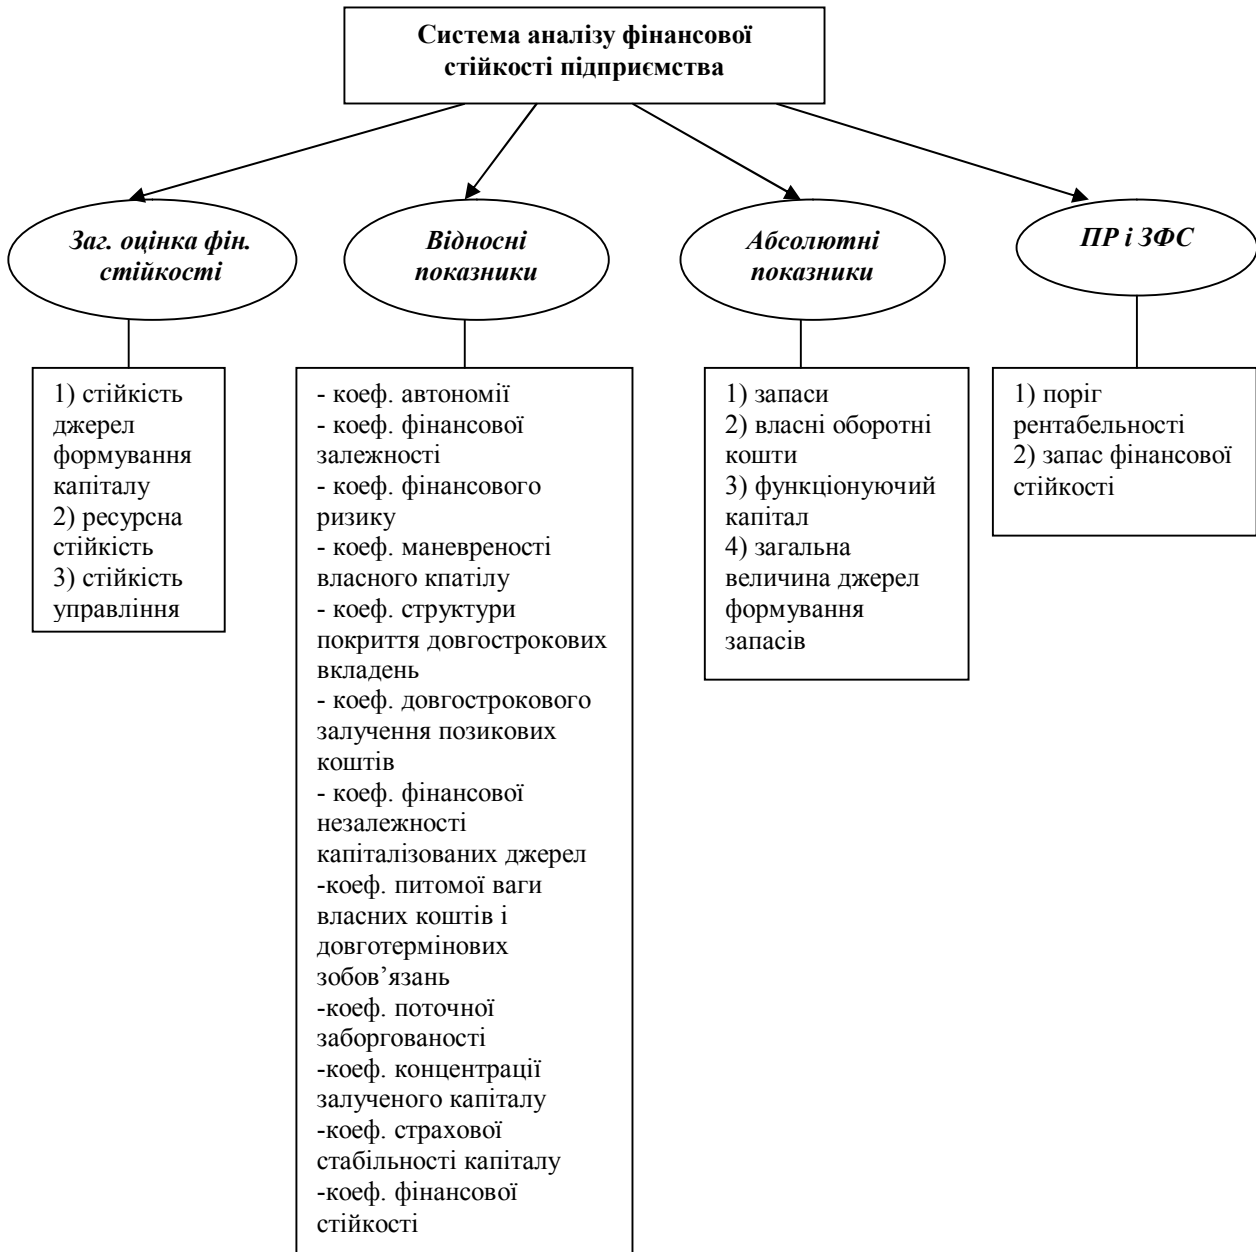 Система аналізу фінансової
стійкості підприємства
Заг. оцінка фін.
стійкості
Відносні
показники
Абсолютні
показники
ПР і ЗФС
1) стійкість
джерел
формування
капіталу
2) ресурсна
стійкість
3) стійкість
управління
- коеф. автономії
- коеф. фінансової
залежності
- коеф. фінансового
ризику
- коеф. маневреності
власного кпатілу
- коеф. структури
покриття довгострокових
вкладень
- коеф. довгострокового
залучення позикових
коштів
- коеф. фінансової
незалежності
капіталізованих джерел
-коеф. питомої ваги
власних коштів і
довготермінових
зобов’язань
-коеф. поточної
заборгованості
-коеф. концентрації
залученого капіталу
-коеф. страхової
стабільності капіталу
-коеф. фінансової
стійкості
1) запаси
2) власні оборотні
кошти
3) функціонуючий
капітал
4) загальна
величина джерел
формування
запасів
1) поріг
рентабельності
2) запас фінансової
стійкості